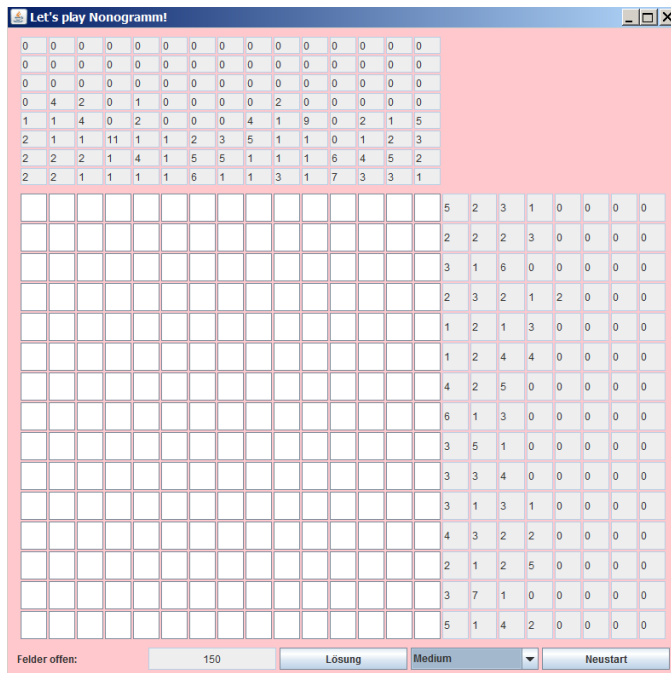 Let's play Nonogramm!
0 0 0 0 0 0 0 0 0 0 0 0 0 0 0
0 0 0 0 0 0 0 0 0 0 0 0 0 0 0
0 0 0 0 0 0 0 0 0 0 0 0 0 0 0
0 4 2 0 1 0 0 0 0 2 0 0 0 0 0
1 1 4 0 2 0 0 0 4 1 9 0 2 1 5
2 1 1 11 1 1 2 3 5 1 1 0 1 2 3
2 2 2 1 4 1 5 5 1 1 1 6 4 5 2
2 2 1 1 1 1 6 1 1 3 1 7 3 3 1
5 2 3 1 0 0 0 0
2 2 2 3 0 0 0 0
3 1 6 0 0 0 0 0
2 3 2 1 2 0 0 0
1 2 1 3 0 0 0 0
1 2 4 4 0 0 0 0
4 2 5 0 0 0 0 0
6 1 3 0 0 0 0 0
3 5 1 0 0 0 0 0
3 3 4 0 0 0 0 0
3 1 3 1 0 0 0 0
4 3 2 2 0 0 0 0
2 1 2 5 0 0 0 0
3 7 1 0 0 0 0 0
5 1 4 2 0 0 0 0
Felder offen: 150 Lösung Medium Neustart